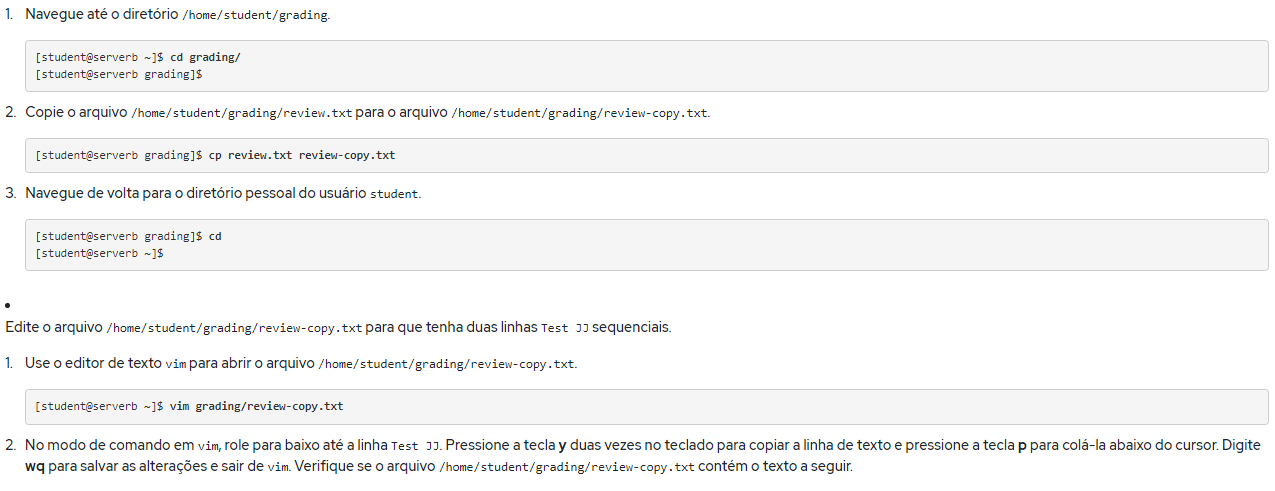 1. Navegue até o diretório /home/student/grading.
[student@serverb ~]$ cd grading/
[student@serverb grading]$
2. Copie o arquivo /home/student/grading/review.txt para o arquivo /home/student/grading/review-copy.txt.
[student@serverb grading]$ cp review.txt review-copy.txt
3. Navegue de volta para o diretório pessoal do usuário student.
[student@serverb grading]$ cd
[student@serverb ~]$
•
Edite o arquivo /home/student/grading/review-copy.txt para que tenha duas linhas Test JJ sequenciais.
1. Use o editor de texto vim para abrir o arquivo /home/student/grading/review-copy.txt.
[student@serverb ~]$ vim grading/review-copy.txt
2. No modo de comando em vim, role para baixo até a linha Test JJ. Pressione a tecla y duas vezes no teclado para copiar a linha de texto e pressione a tecla p para colá-la abaixo do cursor. Digite
wq para salvar as alterações e sair de vim. Verifique se o arquivo /home/student/grading/review-copy.txt contém o texto a seguir.